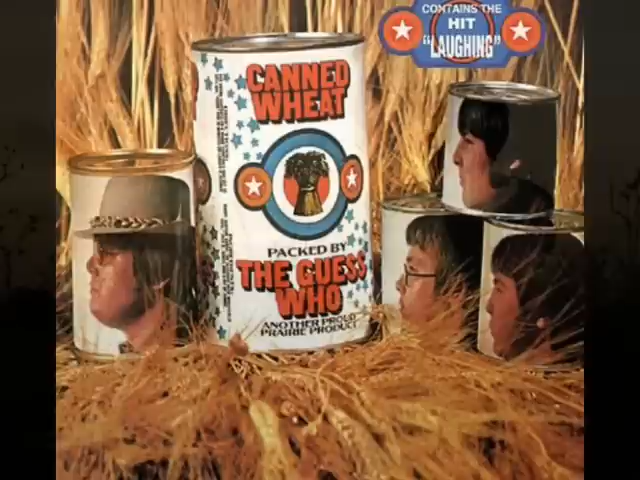 CONTAINS THE
HIT
"LAUGHING"
CANNED
WHEAT
PACKED BY
THE GUESS
WHO
ANOTHER PROUD
PRAIRIE PRODUCT